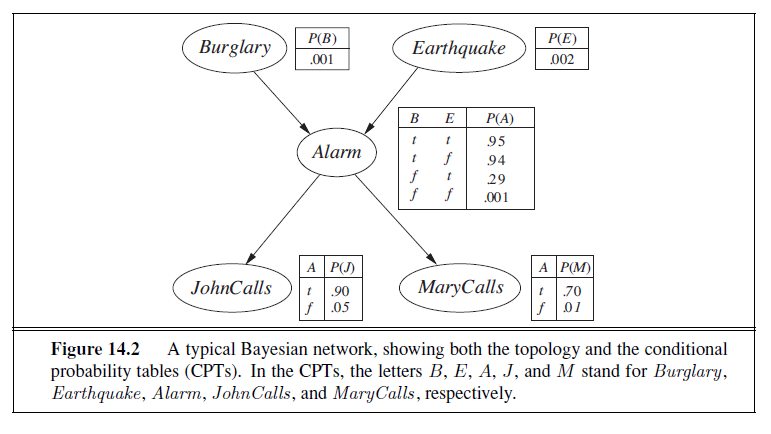 Burglary
P(B)
.001
Earthquake
P(E)
.002
Alarm
B E P(A)
t t .95
t f .94
f t .29
f f .001
JohnCalls
A P(J)
t .90
f .05
MaryCalls
A P(M)
t .70
f .01
Figure 14.2 A typical Bayesian network, showing both the topology and the conditional
probability tables (CPTs). In the CPTs, the letters B, E, A, J, and M stand for Burglary,
Earthquake, Alarm, JohnCalls, and MaryCalls, respectively.